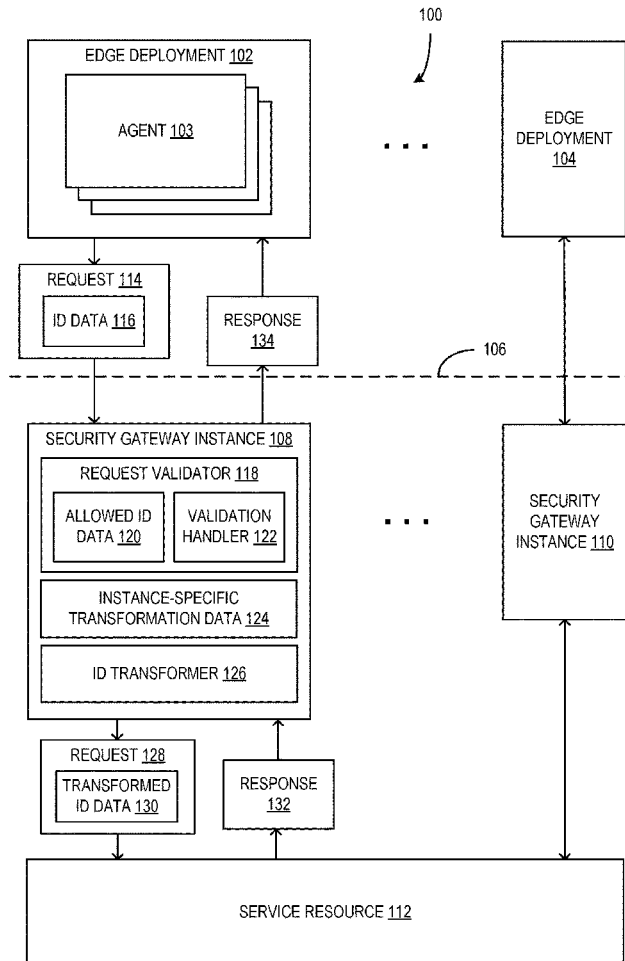 100
EDGE DEPLOYMENT 102
AGENT 103
. . .
EDGE
DEPLOYMENT
104
REQUEST 114
ID DATA 116
RESPONSE
134
106
SECURITY GATEWAY INSTANCE 108
REQUEST VALIDATOR 118
ALLOWED ID
DATA 120
VALIDATION
HANDLER 122
INSTANCE-SPECIFIC
TRANSFORMATION DATA 124
ID TRANSFORMER 126
. . .
SECURITY
GATEWAY
INSTANCE 110
REQUEST 128
TRANSFORMED
ID DATA 130
RESPONSE
132
SERVICE RESOURCE 112